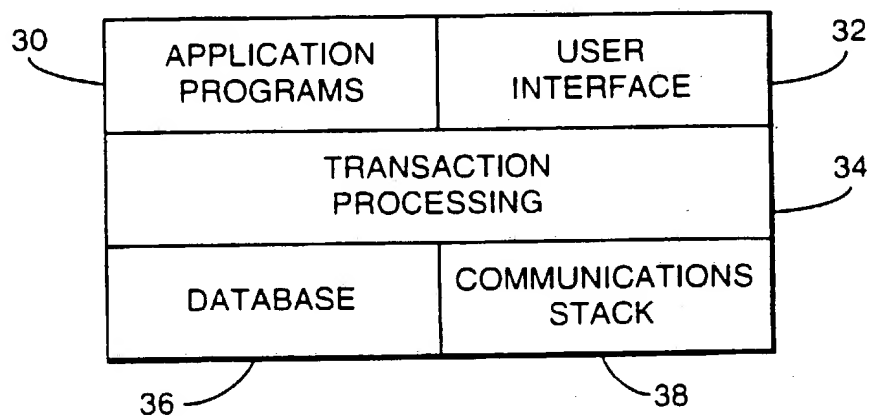 30
APPLICATION
PROGRAMS
USER
INTERFACE
32
TRANSACTION
PROCESSING
34
DATABASE
COMMUNICATIONS
STACK
36
38